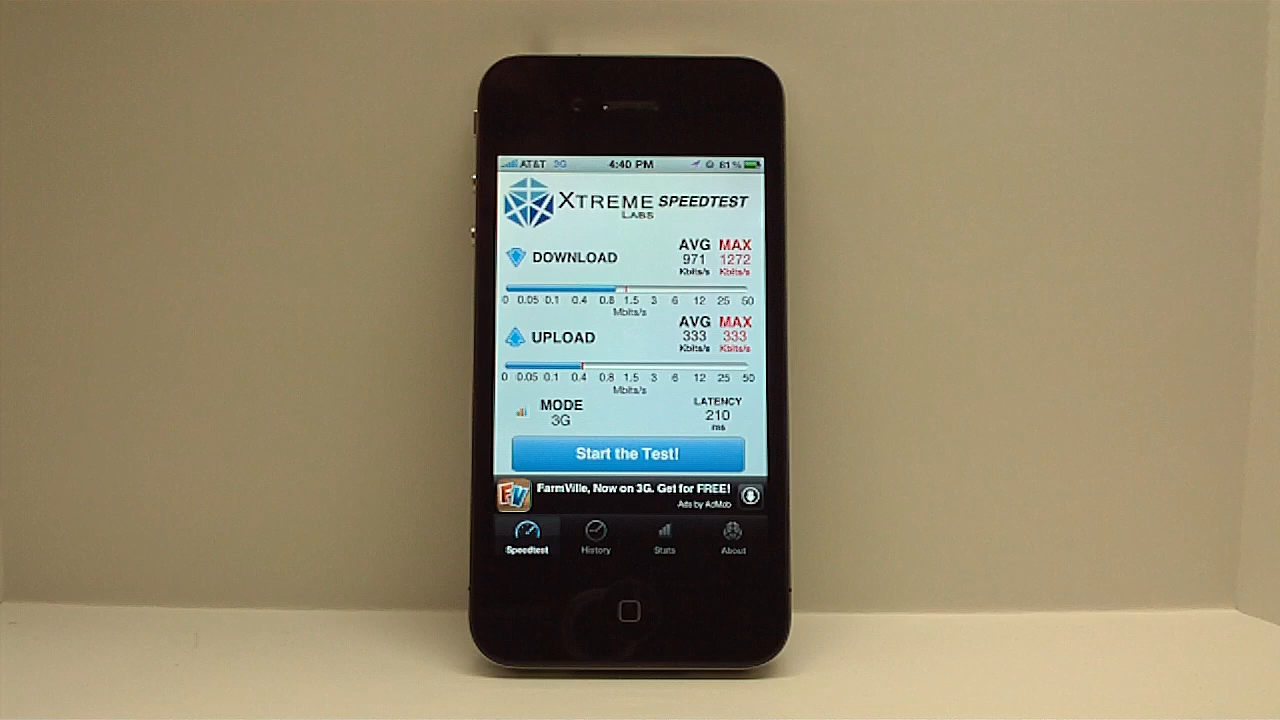 AT&T 3G 4:40 PM 81%
XTREME SPEEDTEST
LABS
AVG MAX
DOWNLOAD 971 1272
Kbits/s Kbits/s
0 0.05 0.1 0.4 0.8 1.5 3 6 12 25 50
Mbits/s
AVG MAX
UPLOAD 333 333
Kbits/s Kbits/s
0 0.05 0.1 0.4 0.8 1.5 3 6 12 25 50
Mbits/s
MODE LATENCY
3G 210
ms
Start the Test!
FV FarmVille, Now on 3G. Get for FREE!
Ads by AdMob
Speedtest History Stats About